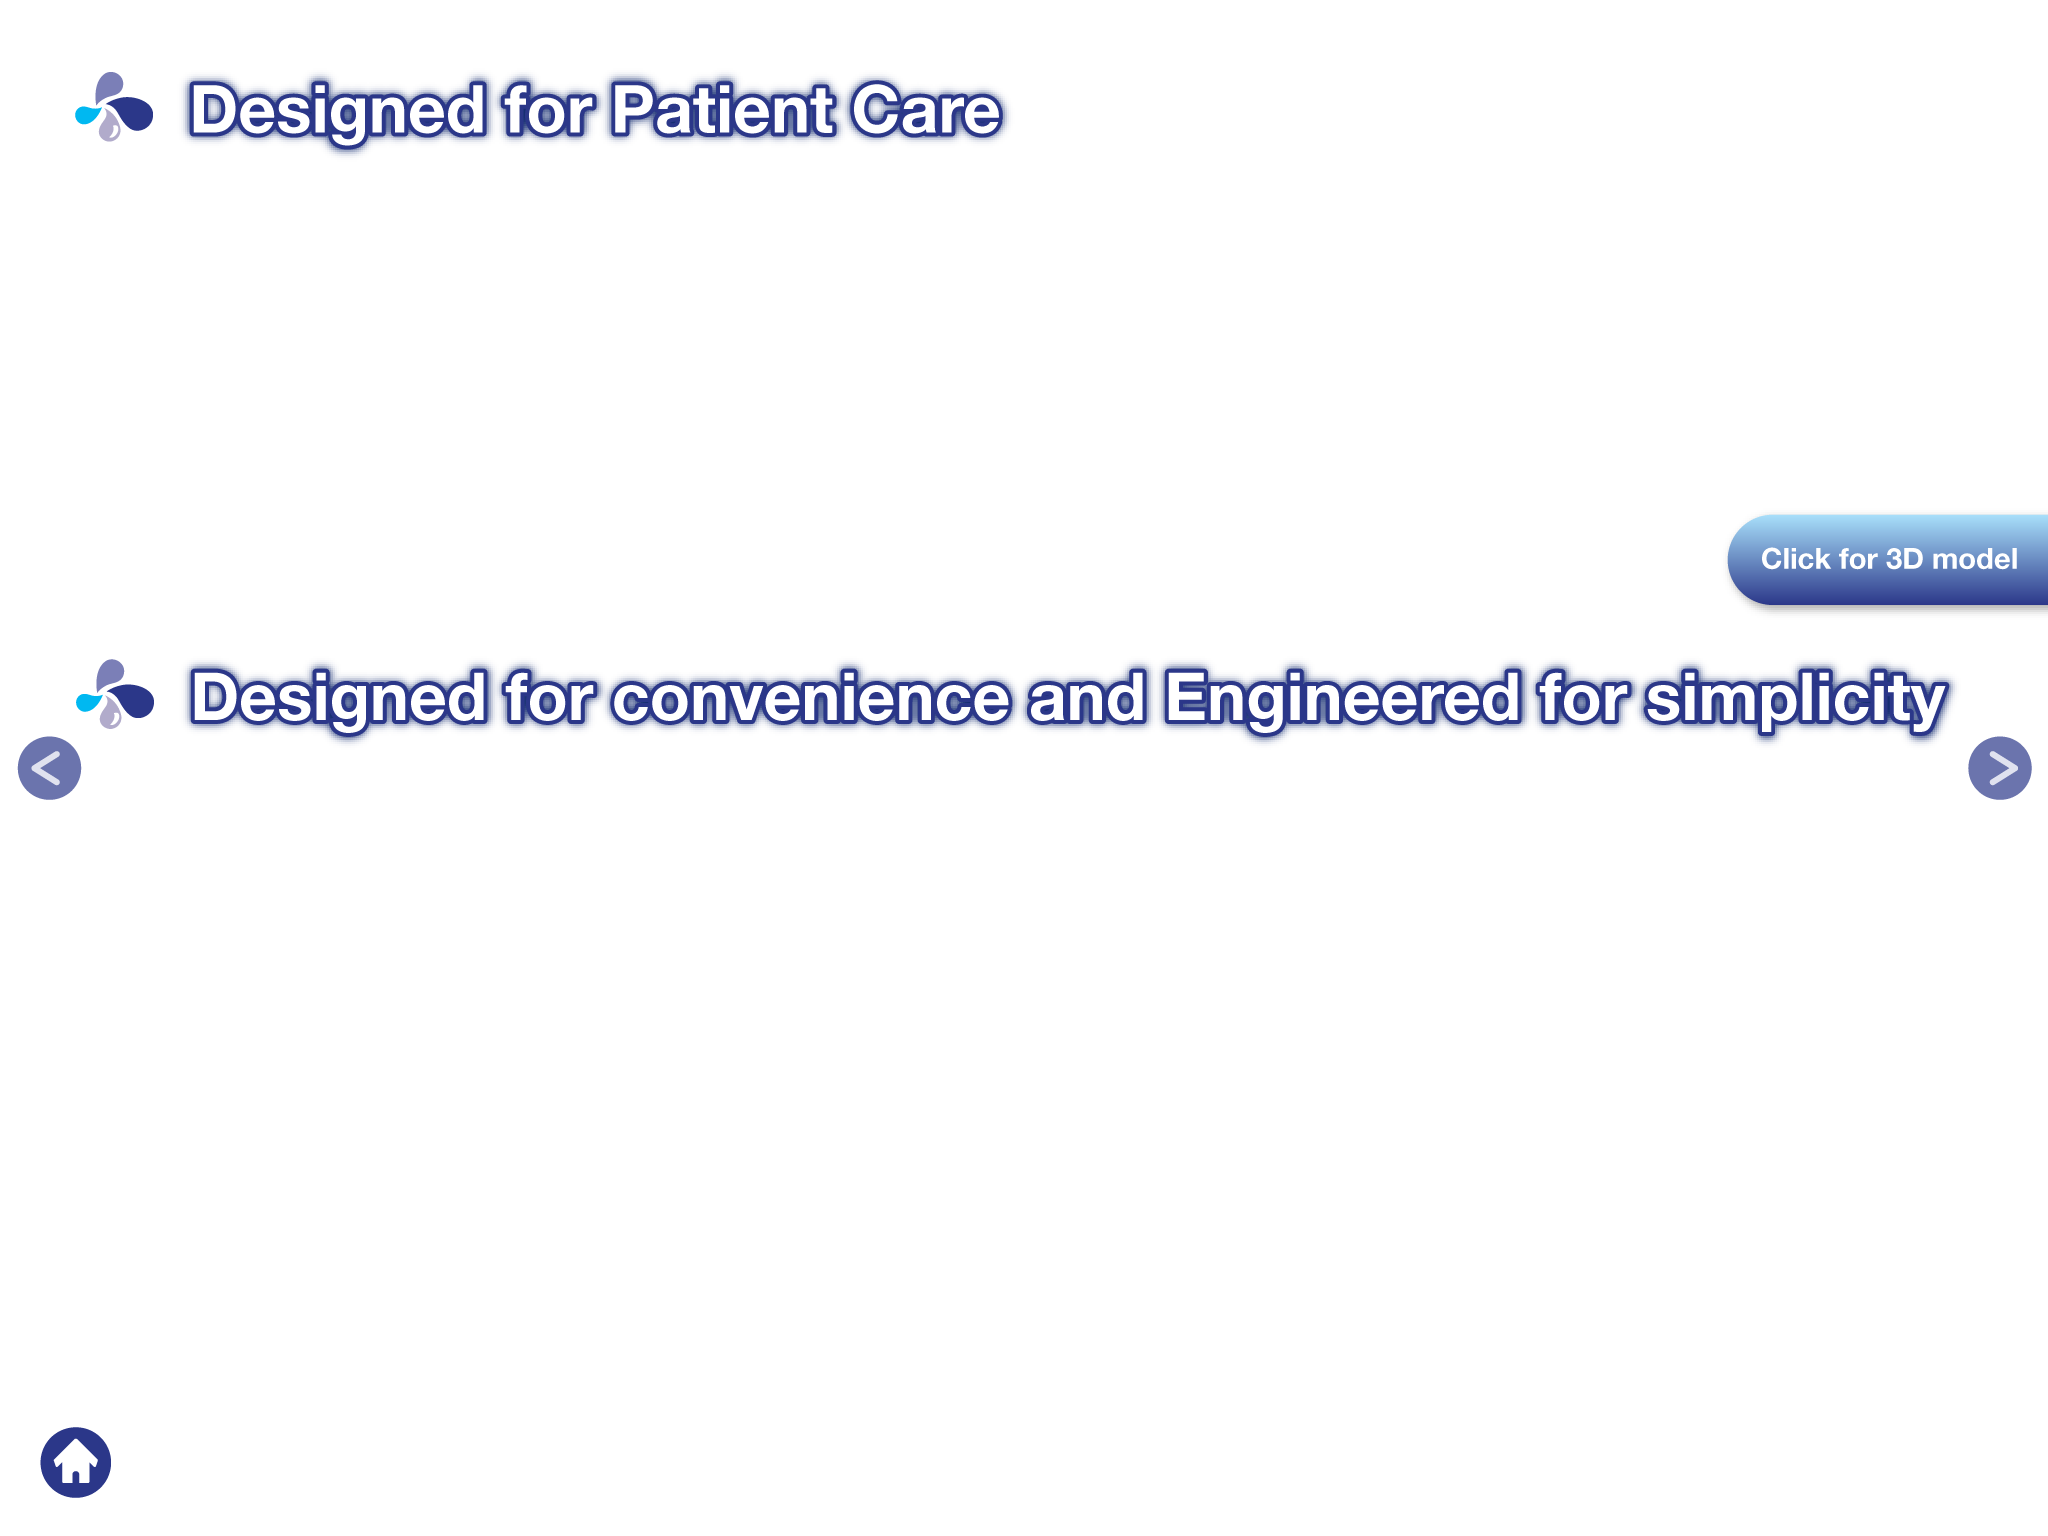 Designed for Patient Care
Click for 3D model
Designed for convenience and Engineered for simplicity